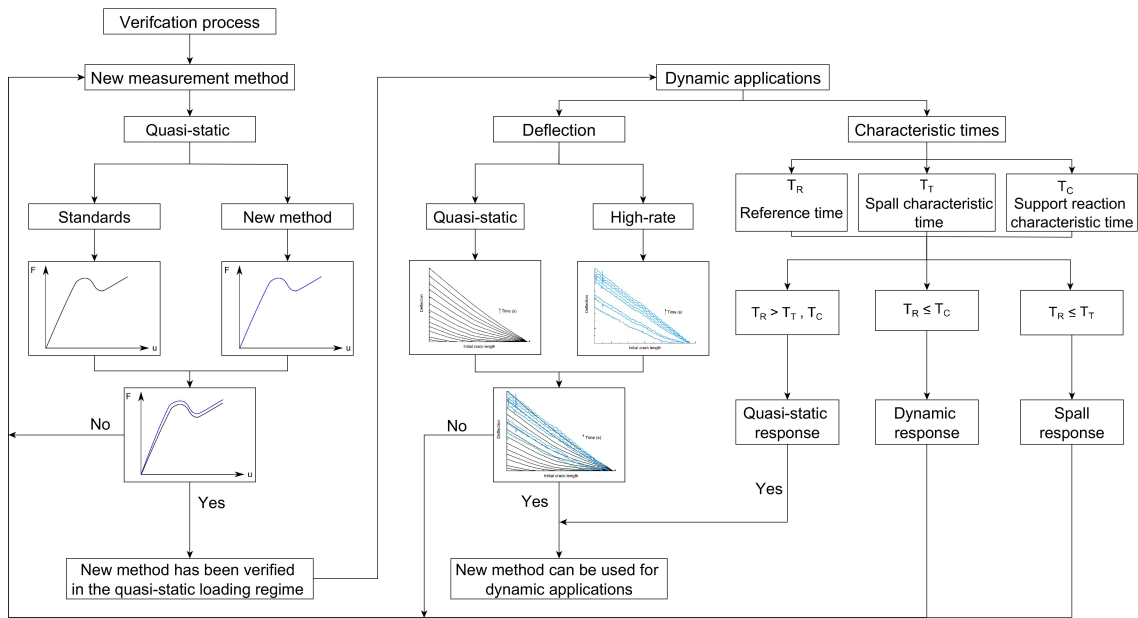 Verifcation process
New measurement method
Dynamic applications
Quasi-static
Deflection
Characteristic times
Standards
New method
Quasi-static
High-rate
T_R
Reference time
T_T
Spall characteristic
time
T_C
Support reaction
characteristic time
F
u
F
u
Deflection
Time (s)
Initial crack length
Deflection
Time (s)
Initial crack length
T_R > T_T , T_C
T_R ≤ T_C
T_R ≤ T_T
F
u
Deflection
Time (s)
Initial crack length
No
No
Quasi-static
response
Dynamic
response
Spall
response
Yes
Yes
Yes
New method has been verified
in the quasi-static loading regime
New method can be used for
dynamic applications